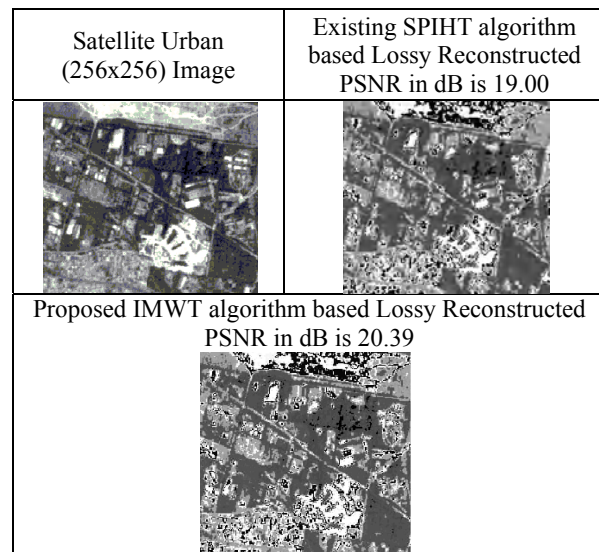 Satellite Urban
(256x256) Image
Existing SPIHT algorithm
based Lossy Reconstructed
PSNR in dB is 19.00
Proposed IMWT algorithm based Lossy Reconstructed
PSNR in dB is 20.39